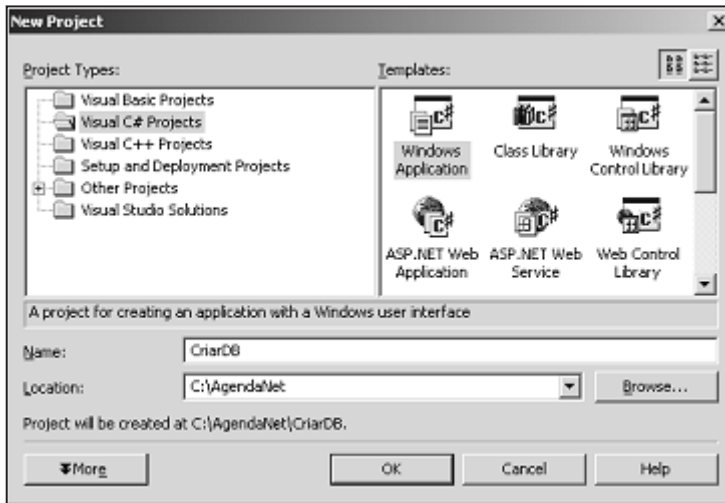 New Project
Project Types:
Templates:
Visual Basic Projects
Visual C# Projects
Visual C++ Projects
Setup and Deployment Projects
Other Projects
Visual Studio Solutions
Windows Application
Class Library
Windows Control Library
ASP.NET Web Application
ASP.NET Web Service
Web Control Library
A project for creating an application with a Windows user interface
Name:
CriarDB
Location:
C:\AgendaNet
Browse...
Project will be created at C:\AgendaNet\CriarDB.
More
OK
Cancel
Help